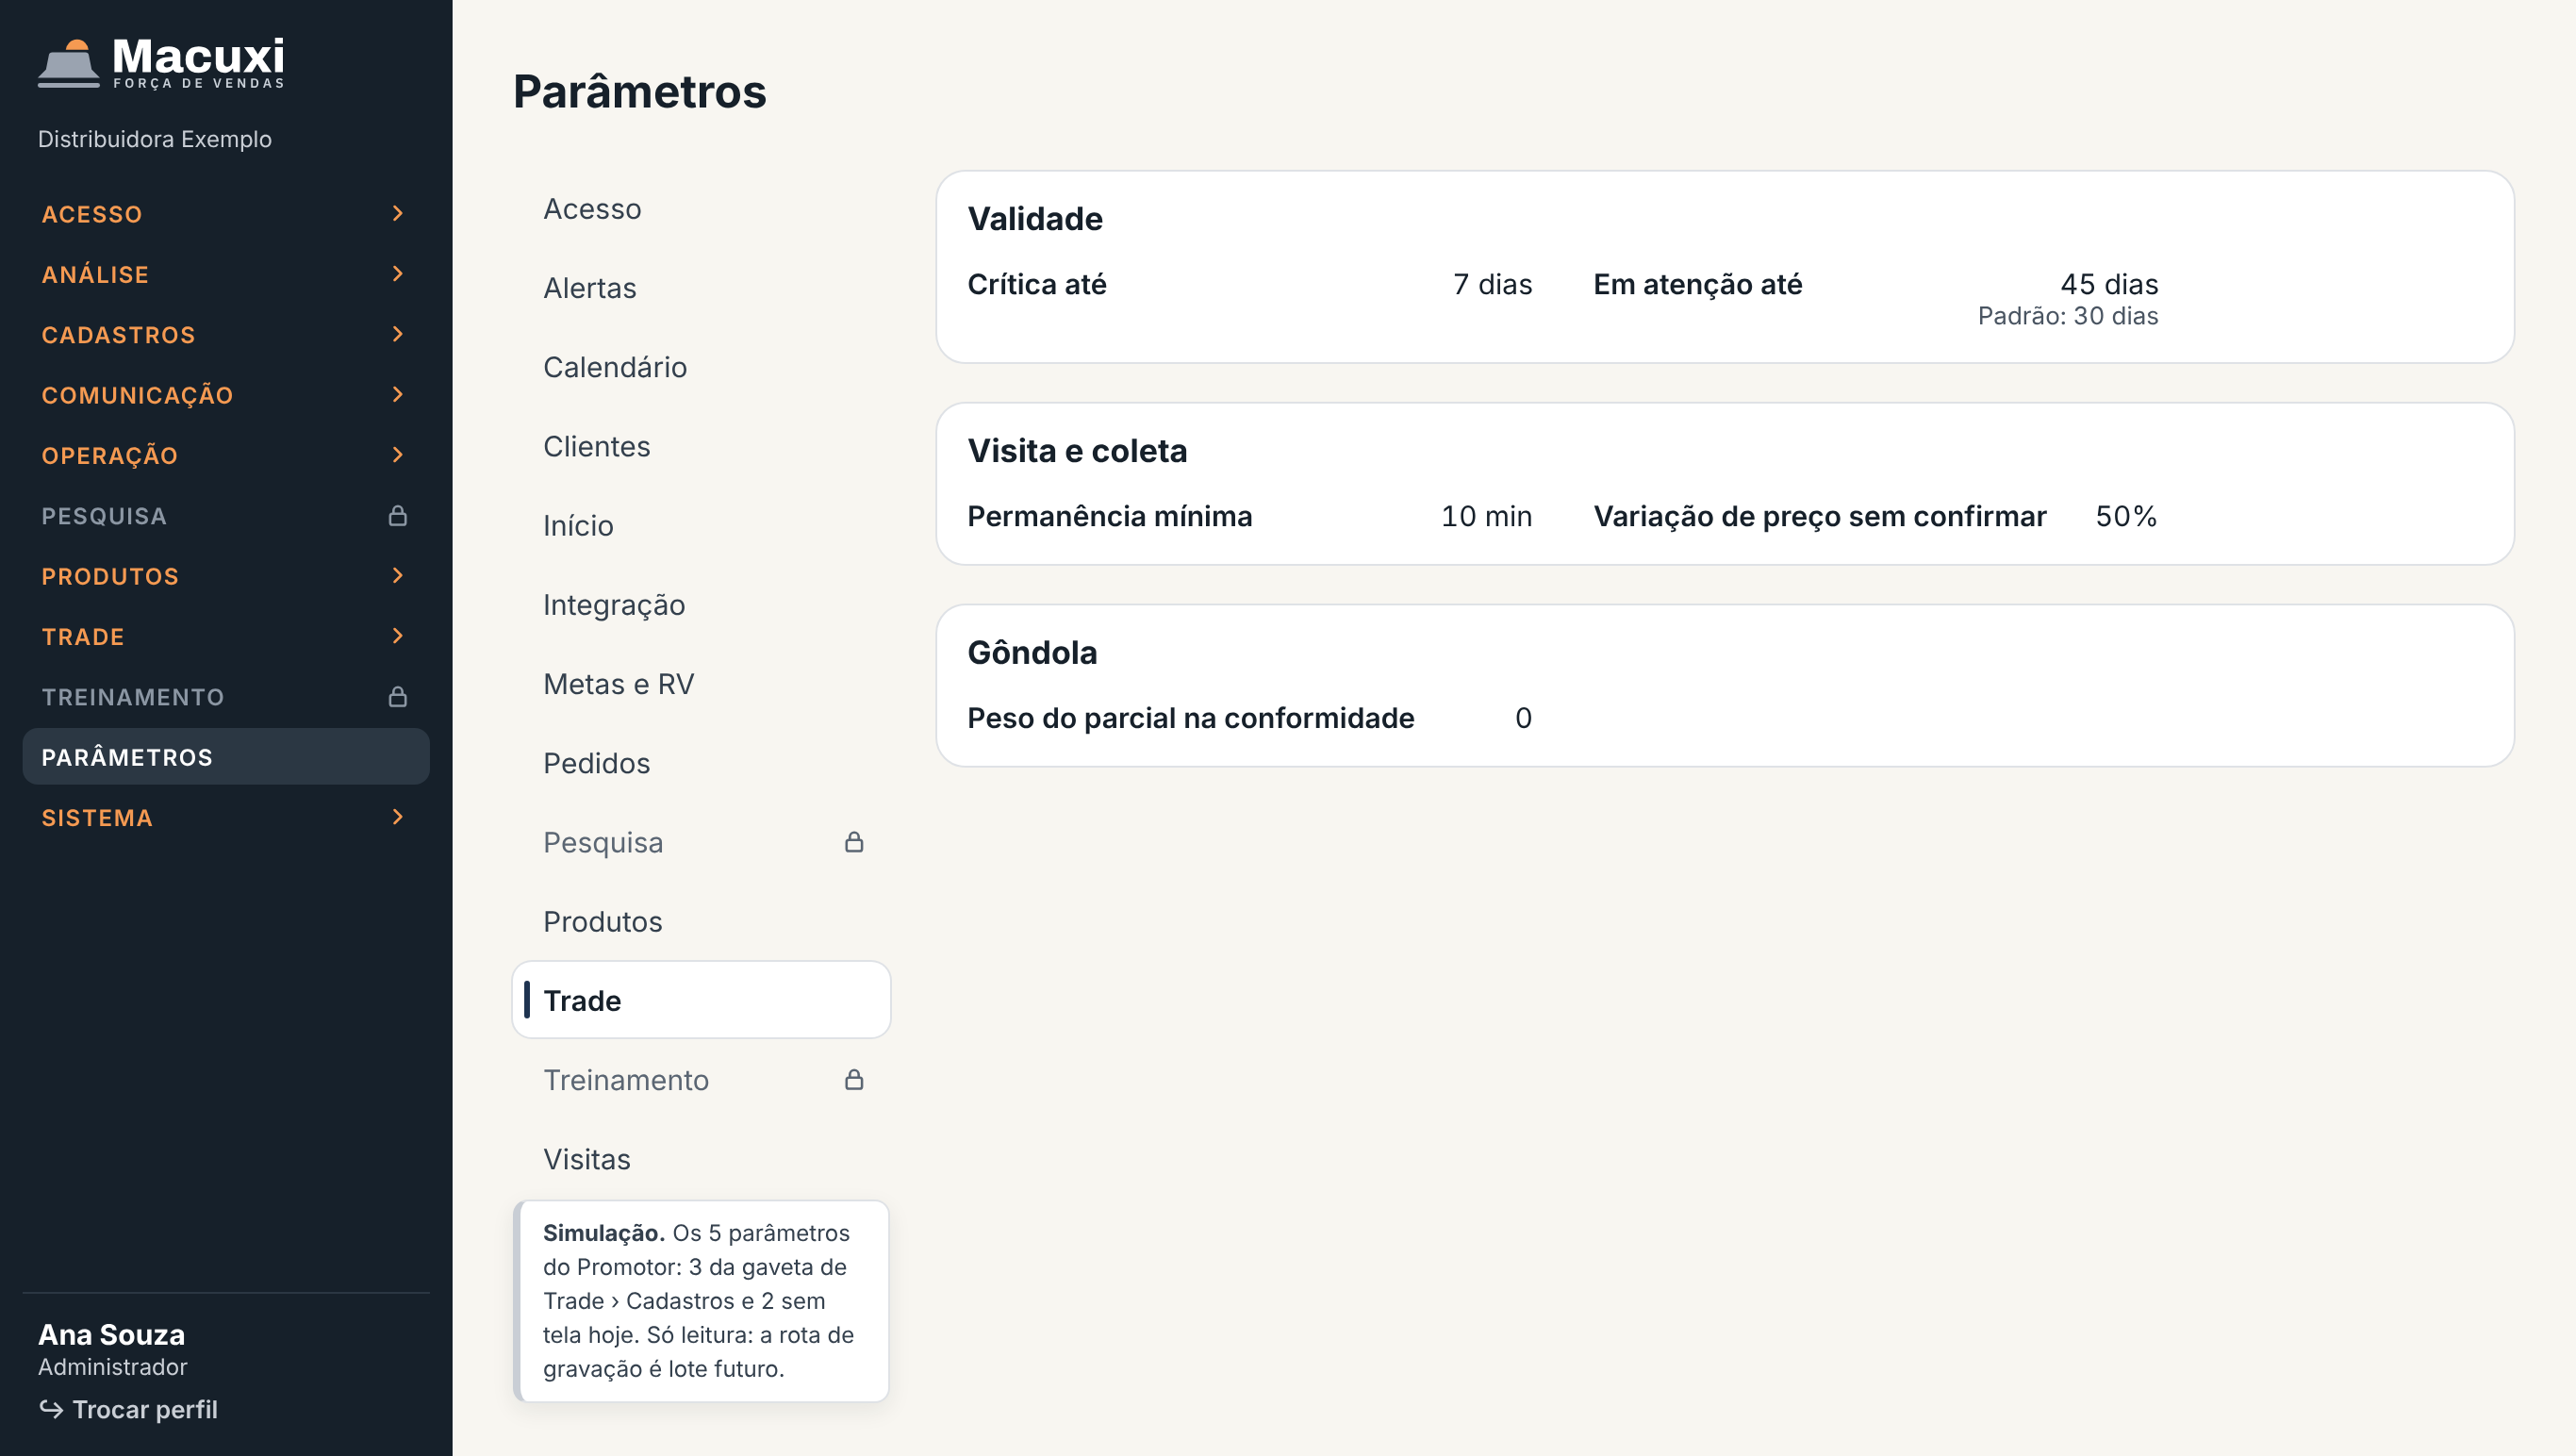 Macuxi
FORÇA DE VENDAS
Distribuidora Exemplo
ACESSO
ANÁLISE
CADASTROS
COMUNICAÇÃO
OPERAÇÃO
PESQUISA
PRODUTOS
TRADE
TREINAMENTO
PARÂMETROS
SISTEMA
Ana Souza
Administrador
Trocar perfil
Parâmetros
Acesso
Alertas
Calendário
Clientes
Início
Integração
Metas e RV
Pedidos
Pesquisa
Produtos
Trade
Treinamento
Visitas
Simulação. Os 5 parâmetros
do Promotor: 3 da gaveta de
Trade › Cadastros e 2 sem
tela hoje. Só leitura: a rota de
gravação é lote futuro.
Validade
Crítica até 7 dias Em atenção até 45 dias
Padrão: 30 dias
Visita e coleta
Permanência mínima 10 min Variação de preço sem confirmar 50%
Gôndola
Peso do parcial na conformidade 0